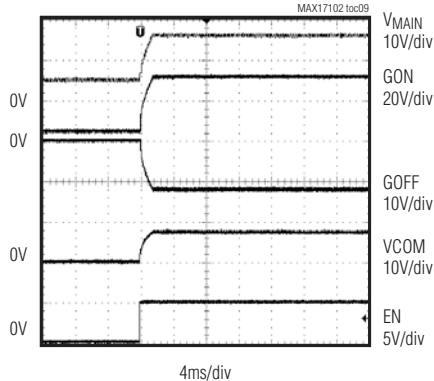 MAX17102 toc09
V_MAIN
10V/div
GON
20V/div
0V
0V
GOFF
10V/div
0V
VCOM
10V/div
0V
EN
5V/div
4ms/div